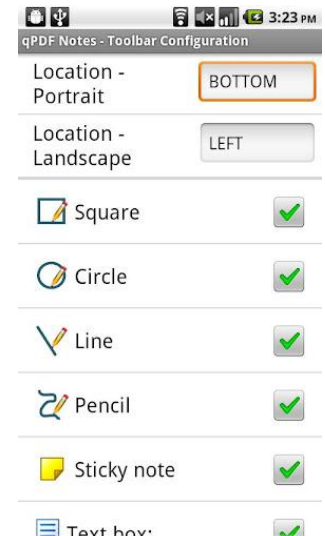 3:23 PM
qPDF Notes - Toolbar Configuration
Location -
Portrait
BOTTOM
Location -
Landscape
LEFT
Square
Circle
Line
Pencil
Sticky note
Text box: